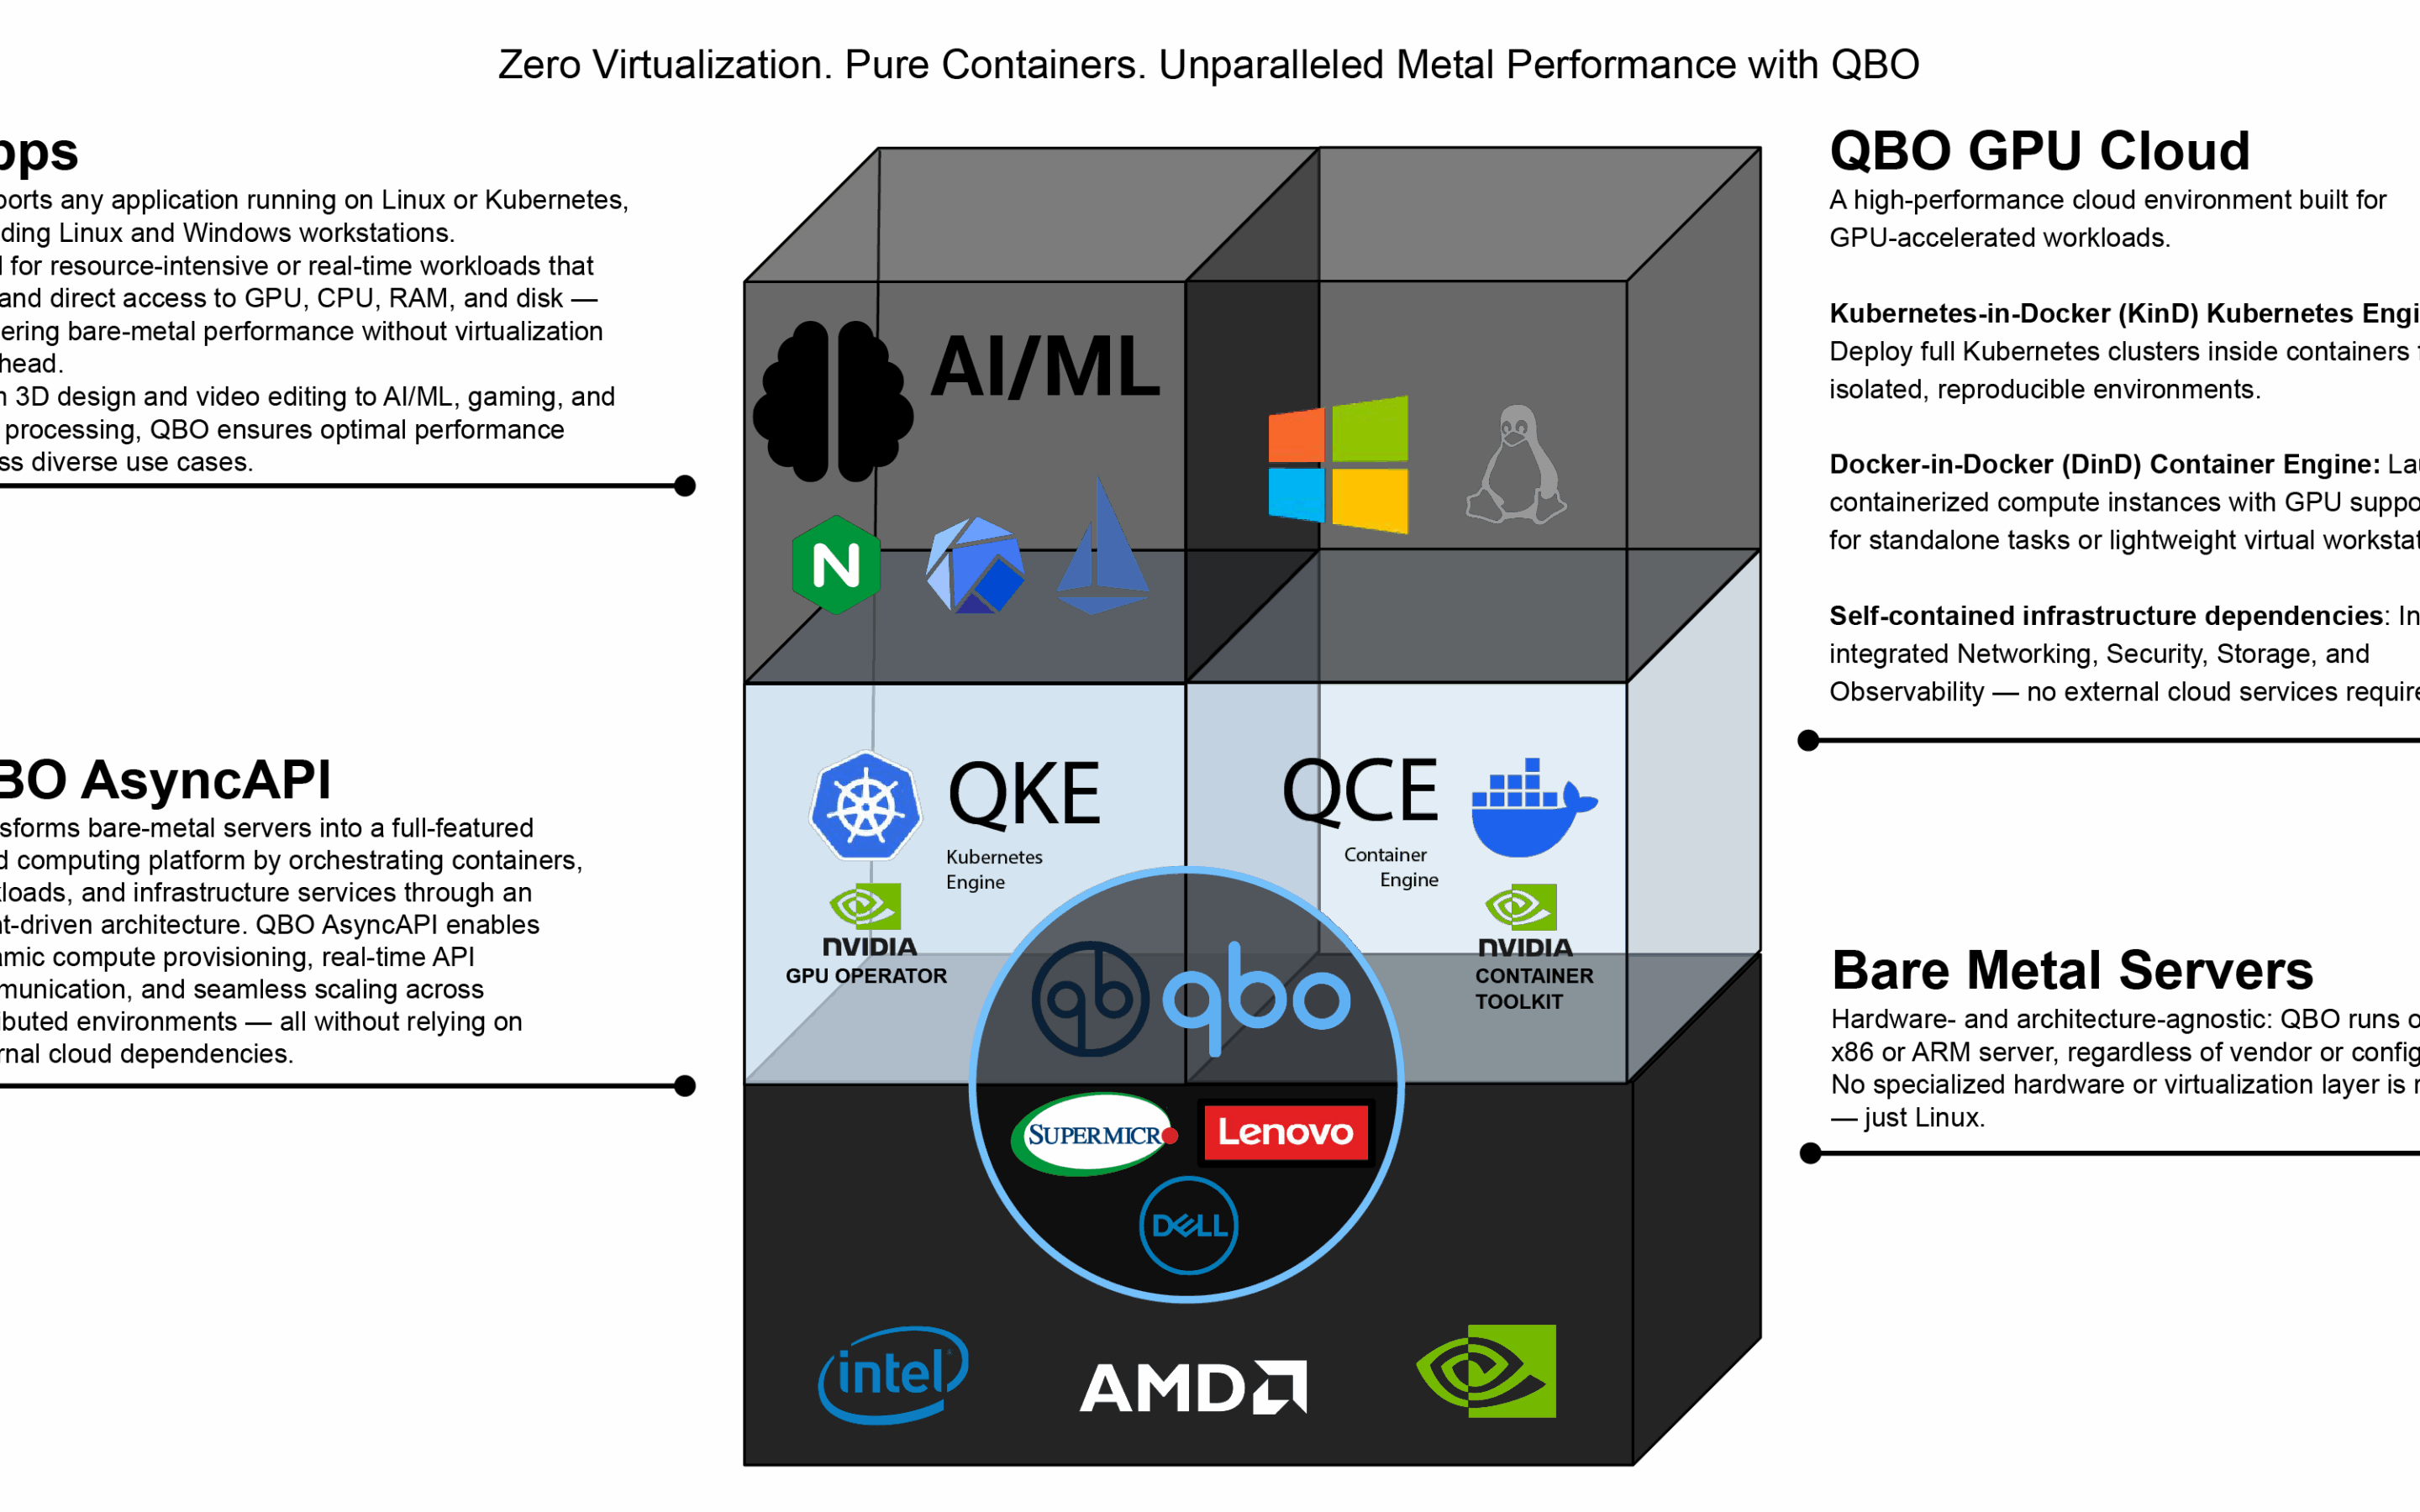 Zero Virtualization. Pure Containers. Unparalleled Metal Performance with QBO
pps
ports any application running on Linux or Kubernetes,
ding Linux and Windows workstations.
l for resource-intensive or real-time workloads that
and direct access to GPU, CPU, RAM, and disk —
ering bare-metal performance without virtualization
head.
n 3D design and video editing to AI/ML, gaming, and
processing, QBO ensures optimal performance
ss diverse use cases.
BO AsyncAPI
sforms bare-metal servers into a full-featured
d computing platform by orchestrating containers,
kloads, and infrastructure services through an
nt-driven architecture. QBO AsyncAPI enables
amic compute provisioning, real-time API
munication, and seamless scaling across
ibuted environments — all without relying on
rnal cloud dependencies.
AI/ML
N
QKE
Kubernetes
Engine
NVIDIA
GPU OPERATOR
QCE
Container
Engine
NVIDIA
CONTAINER
TOOLKIT
qb qbo
SUPERMICR
Lenovo
DELL
intel
AMD
QBO GPU Cloud
A high-performance cloud environment built for
GPU-accelerated workloads.
Kubernetes-in-Docker (KinD) Kubernetes Engi
Deploy full Kubernetes clusters inside containers f
isolated, reproducible environments.
Docker-in-Docker (DinD) Container Engine: Lau
containerized compute instances with GPU suppo
for standalone tasks or lightweight virtual workstat
Self-contained infrastructure dependencies: In
integrated Networking, Security, Storage, and
Observability — no external cloud services require
Bare Metal Servers
Hardware- and architecture-agnostic: QBO runs o
x86 or ARM server, regardless of vendor or config
No specialized hardware or virtualization layer is r
— just Linux.